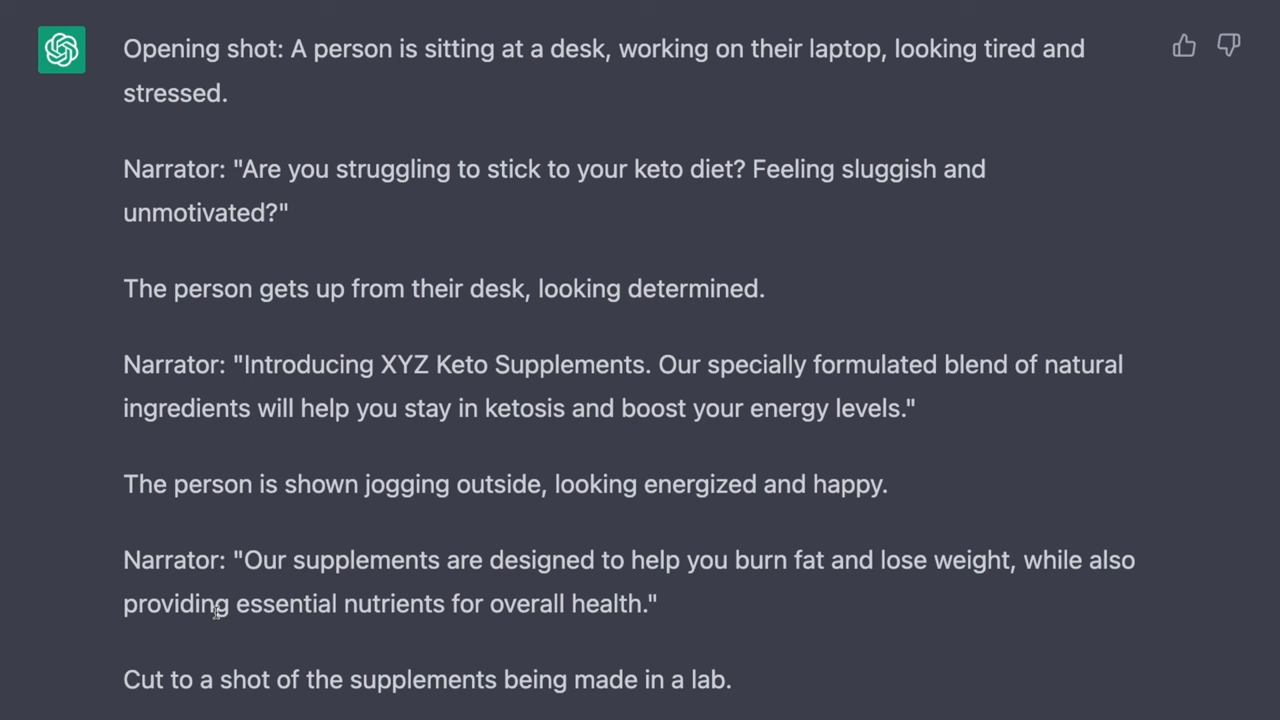 Opening shot: A person is sitting at a desk, working on their laptop, looking tired and
stressed.
Narrator: "Are you struggling to stick to your keto diet? Feeling sluggish and
unmotivated?"
The person gets up from their desk, looking determined.
Narrator: "Introducing XYZ Keto Supplements. Our specially formulated blend of natural
ingredients will help you stay in ketosis and boost your energy levels."
The person is shown jogging outside, looking energized and happy.
Narrator: "Our supplements are designed to help you burn fat and lose weight, while also
providing essential nutrients for overall health."
Cut to a shot of the supplements being made in a lab.